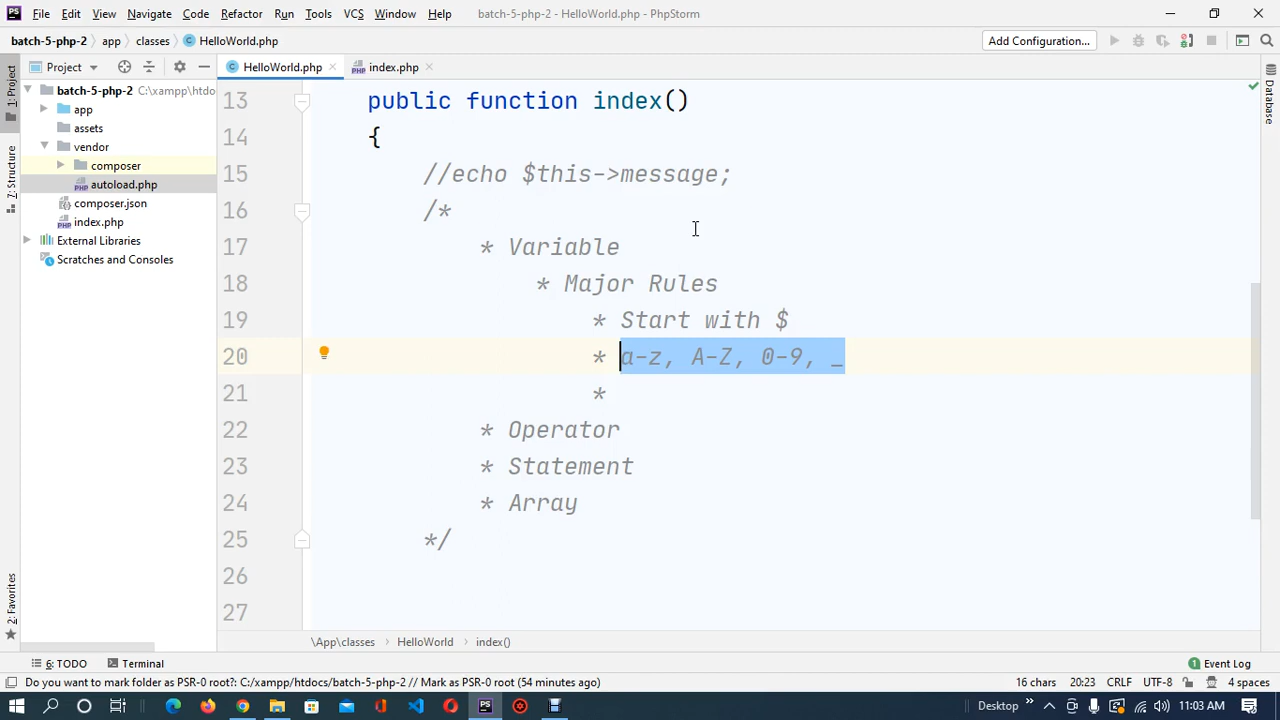 File Edit View Navigate Code Refactor Run Tools VCS Window Help batch-5-php-2 - HelloWorld.php - PhpStorm
batch-5-php-2 app classes HelloWorld.php Add Configuration...
Project HelloWorld.php index.php
1: Project
Z: Structure
2: Favorites
Database
batch-5-php-2 C:\xampp\htdo
app
assets
vendor
composer
autoload.php
composer.json
index.php
External Libraries
Scratches and Consoles
13 public function index()
14 {
15 //echo $this->message;
16 /*
17 * Variable
18 * Major Rules
19 * Start with $
20 * a-z, A-Z, 0-9, _
21 *
22 * Operator
23 * Statement
24 * Array
25 */
26
27
\App\classes HelloWorld index()
6: TODO Terminal Event Log
Do you want to mark folder as PSR-0 root?: C:/xampp/htdocs/batch-5-php-2 // Mark as PSR-0 root (54 minutes ago) 16 chars 20:23 CRLF UTF-8 4 spaces
Desktop 11:03 AM